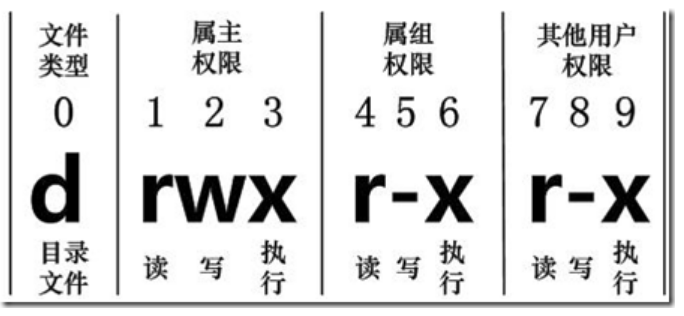 文件 属主 属组 其他用户
类型 权限 权限 权限
0 1 2 3 4 5 6 7 8 9
d rwx r-x r-x
目录 读 写 执 读 写 执 读 写 执
文件 行 行 行